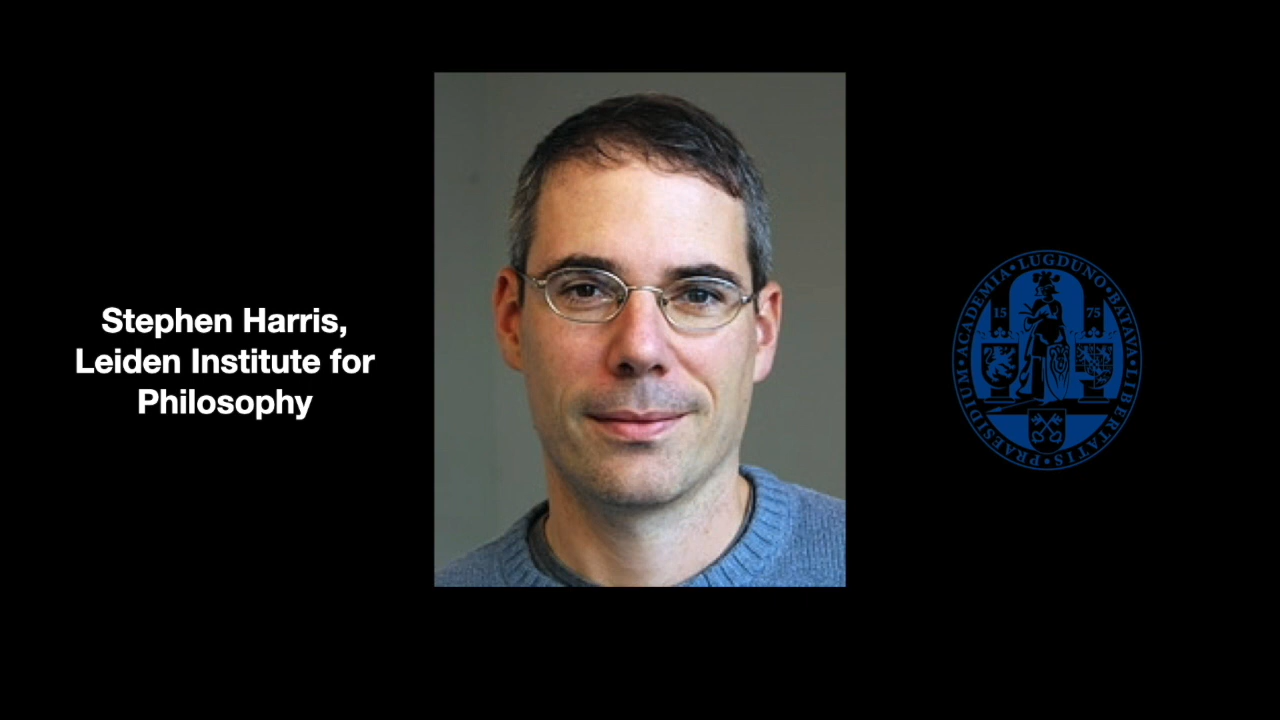 Stephen Harris,
Leiden Institute for
Philosophy
ACADEMIA • LUGDUNO • BATAVA • LIBERTATIS • PRAESIDIUM •
15 75